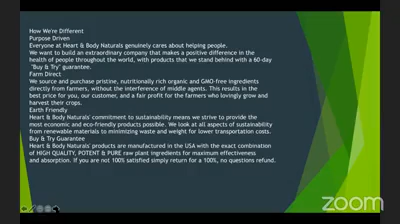 How We're Different
Purpose Driven
Everyone at Heart & Body Naturals genuinely cares about helping people.
We want to build an extraordinary company that makes a positive difference in the
health of people throughout the world, with products that we stand behind with a 60-day
"Buy & Try" guarantee.
Farm Direct
We source and purchase pristine, nutritionally rich organic and GMO-free ingredients
directly from farmers, without the interference of middle agents. This results in the
best price for you, our customer, and a fair profit for the farmers who lovingly grow and
harvest their crops.
Earth Friendly
Heart & Body Naturals' commitment to sustainability means we strive to provide the
most economic and eco-friendly products possible. We look at all aspects of sustainability
from renewable materials to minimizing waste and weight for lower transportation costs.
Buy & Try Guarantee
Heart & Body Naturals' products are manufactured in the USA with the exact combination
of HIGH QUALITY, POTENT & PURE raw plant ingredients for maximum effectiveness
and absorption. If you are not 100% satisfied simply return for a 100%, no questions refund.
zoom